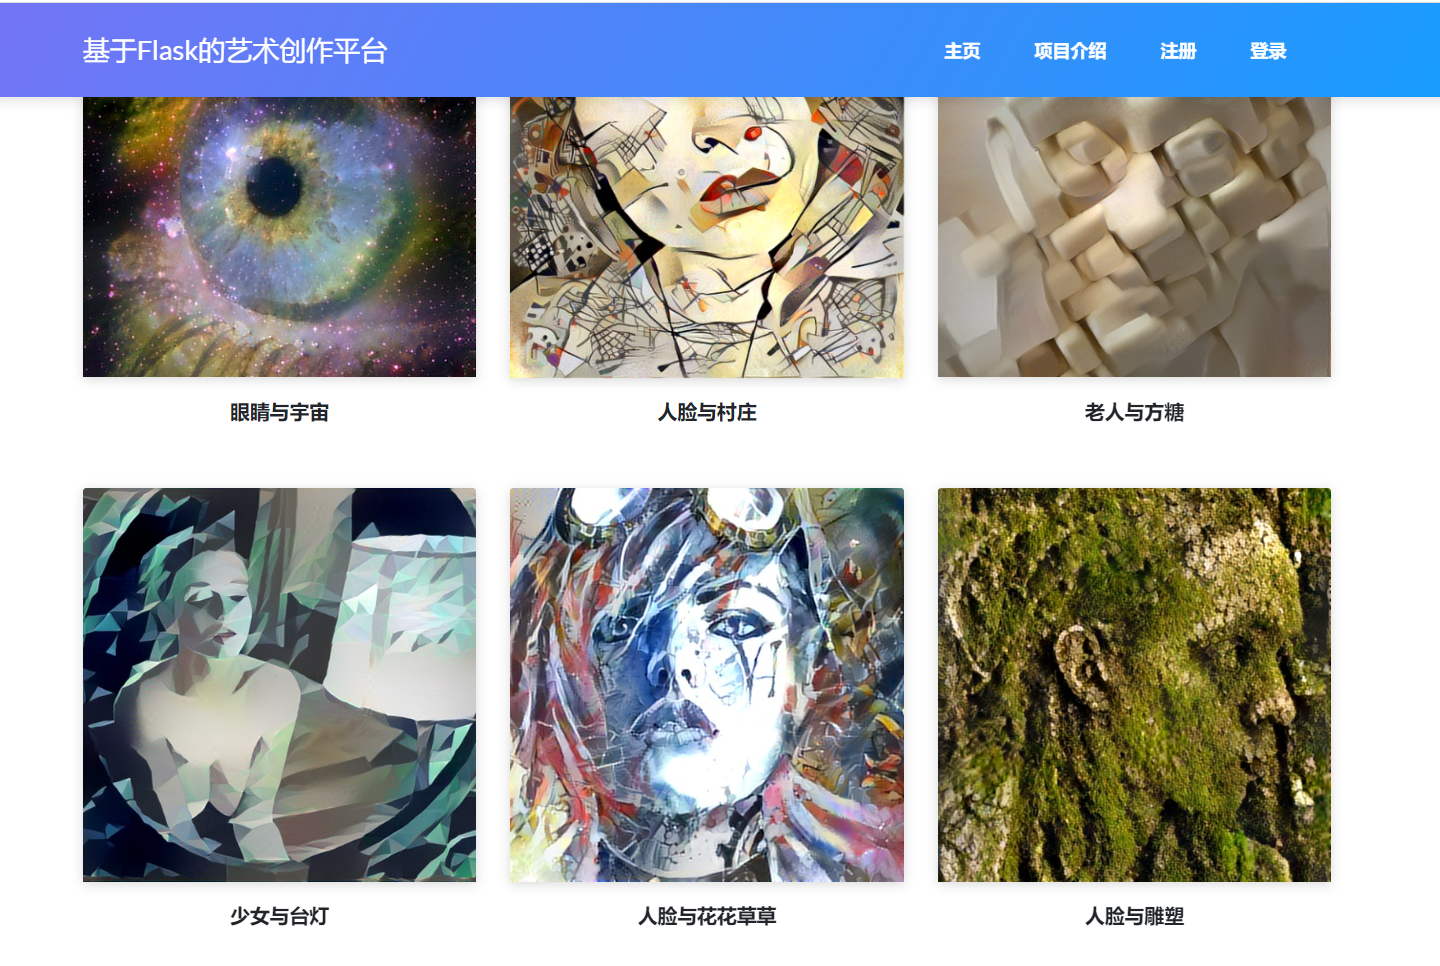 基于Flask的艺术创作平台
主页 项目介绍 注册 登录
眼睛与宇宙 人脸与村庄 老人与方糖
少女与台灯 人脸与花花草草 人脸与雕塑